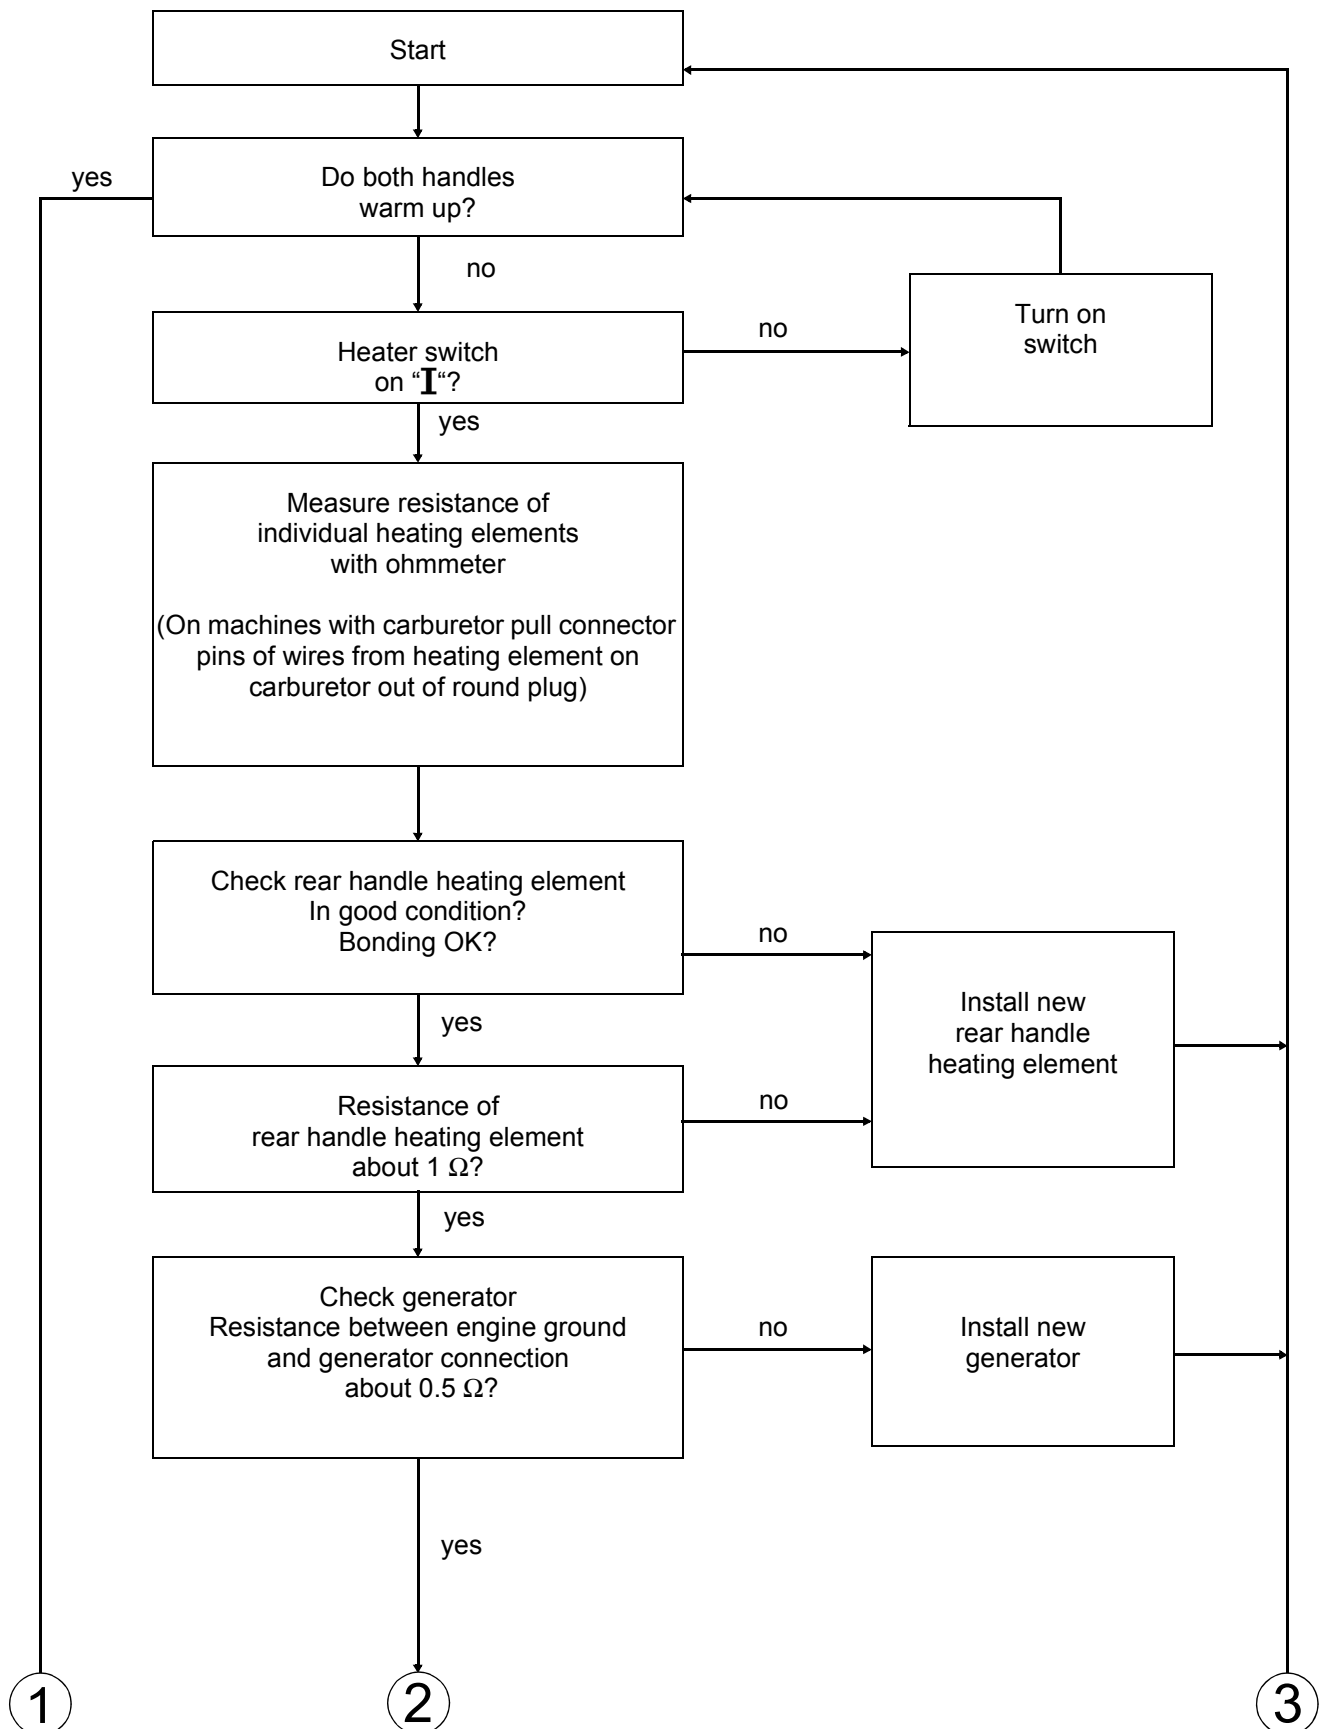 Start
yes
Do both handles
warm up?
no
Heater switch
on “I“?
no
Turn on
switch
yes
Measure resistance of
individual heating elements
with ohmmeter
(On machines with carburetor pull connector
pins of wires from heating element on
carburetor out of round plug)
Check rear handle heating element
In good condition?
Bonding OK?
no
Install new
rear handle
heating element
yes
Resistance of
rear handle heating element
about 1 Ω?
no
yes
Check generator
Resistance between engine ground
and generator connection
about 0.5 Ω?
no
Install new
generator
yes
1
2
3